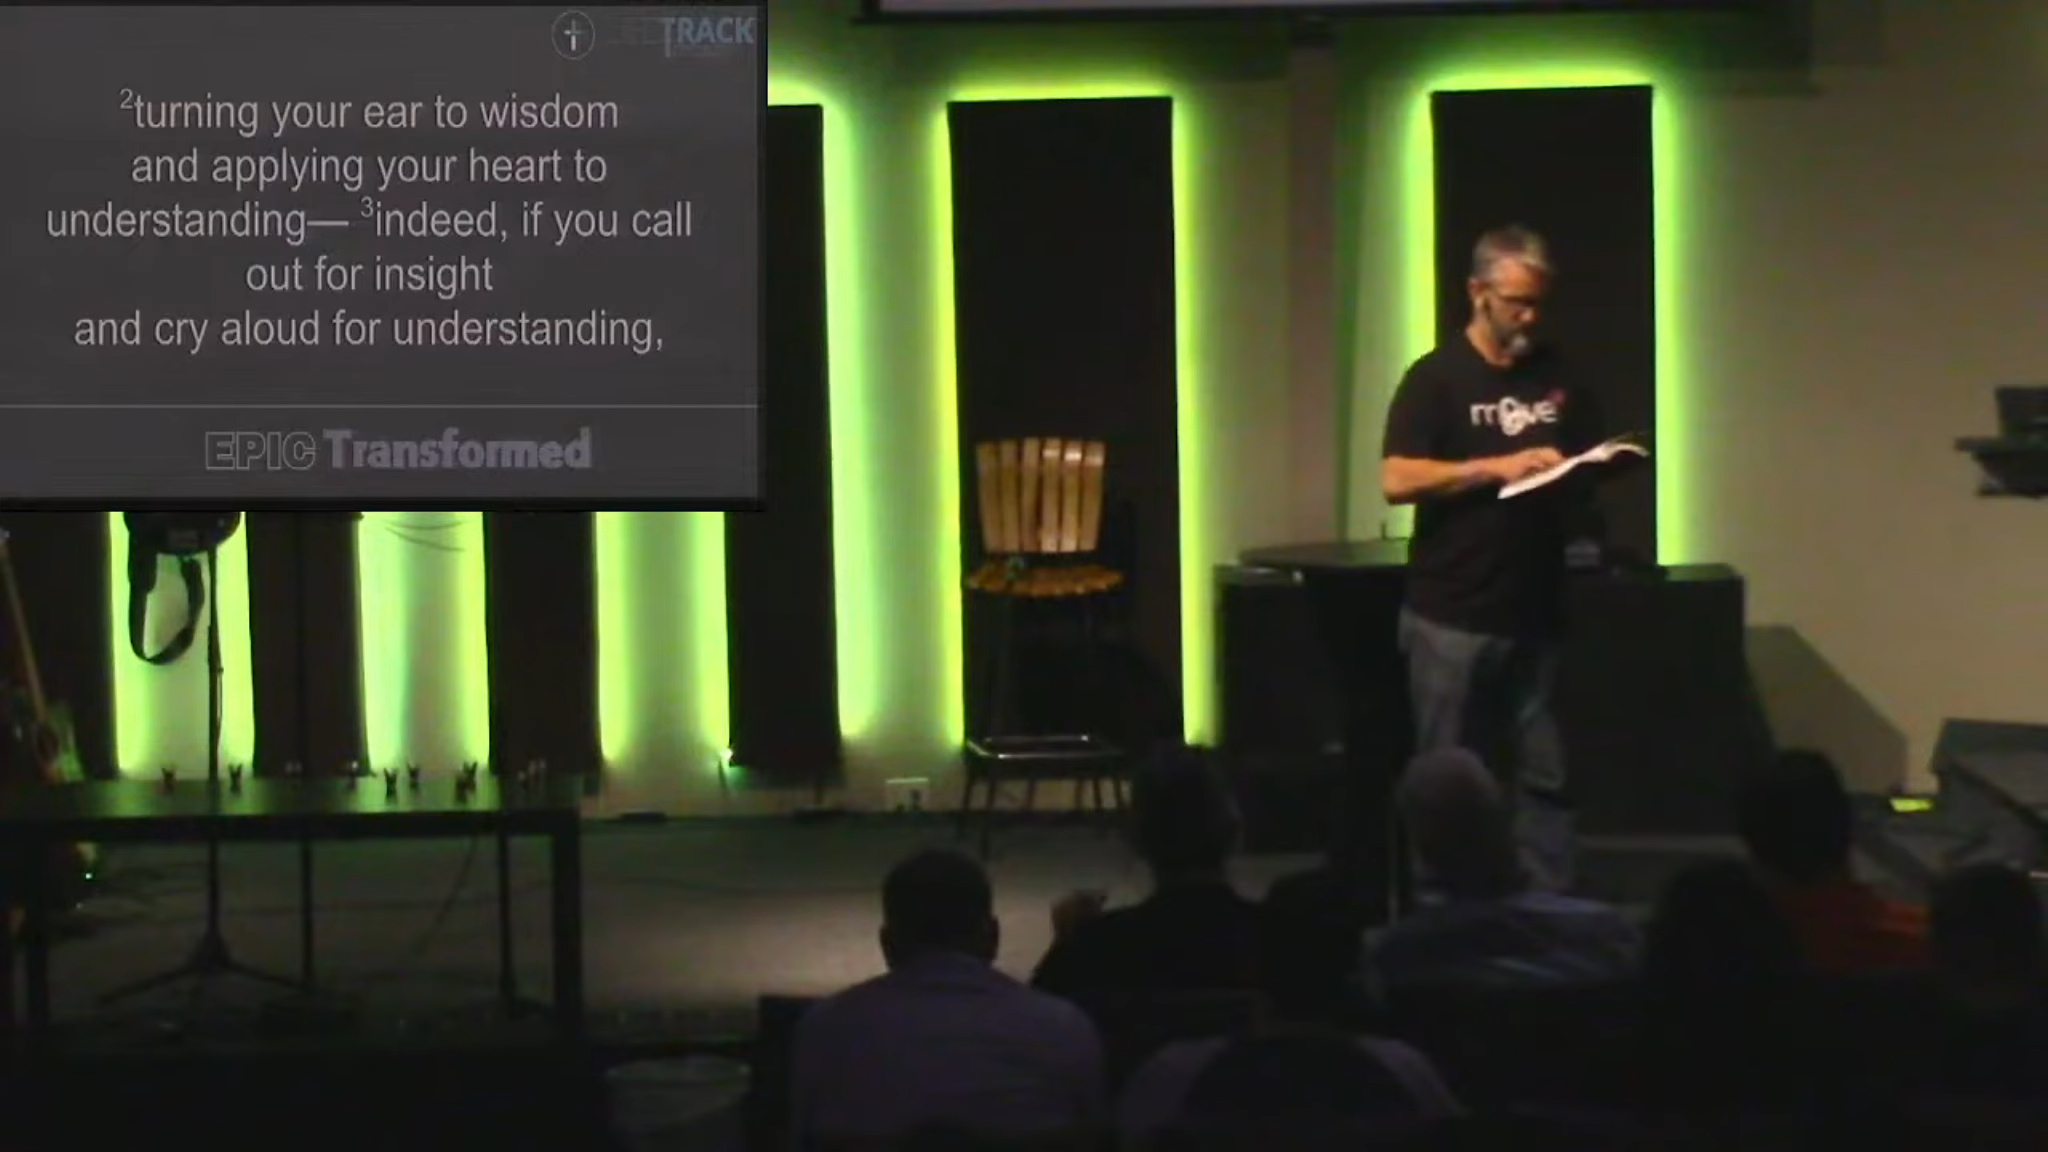 TRACK
²turning your ear to wisdom
and applying your heart to
understanding— ³indeed, if you call
out for insight
and cry aloud for understanding,
EPIC Transformed
move